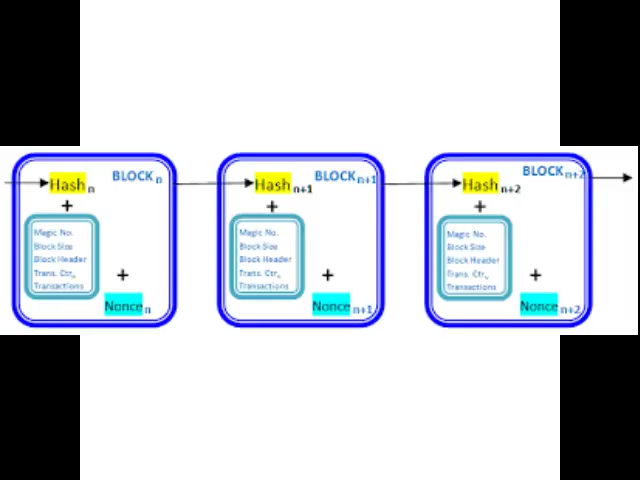 BLOCK n
Hash n
+
Magic No.
Block Size
Block Header
Trans. Ctr.
Transactions
+
Nonce n
BLOCK n+1
Hash n+1
+
Magic No.
Block Size
Block Header
Trans. Ctr.
Transactions
+
Nonce n+1
BLOCK n+2
Hash n+2
+
Magic No.
Block Size
Block Header
Trans. Ctr.
Transactions
+
Nonce n+2